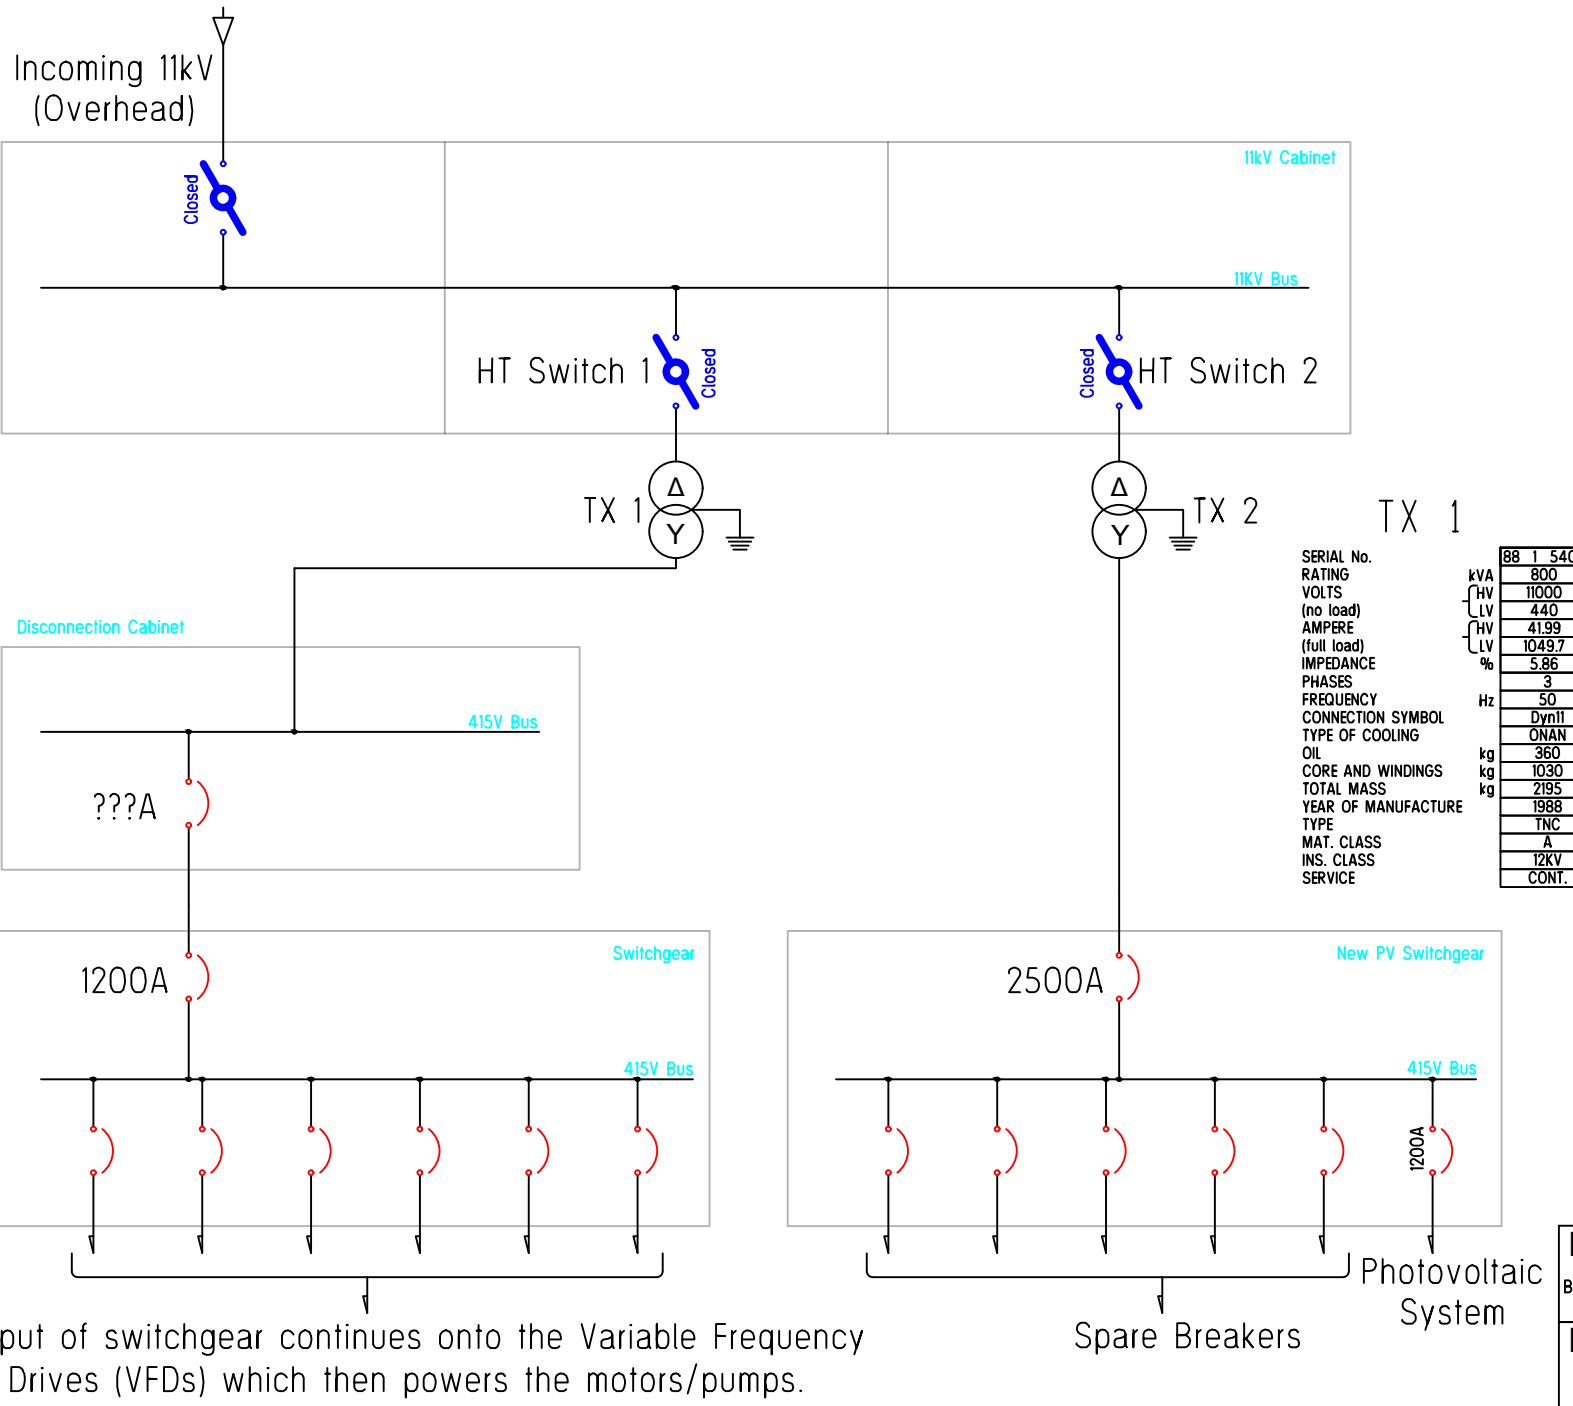 Incoming 11kV
(Overhead)
11kV Cabinet
Closed
11KV Bus
HT Switch 1
Closed
Closed
HT Switch 2
Δ
Y
TX 1
Δ
Y
TX 2
TX 1
SERIAL No. 88 1 540
RATING kVA 800
VOLTS HV 11000
(no load) LV 440
AMPERE HV 41.99
(full load) LV 1049.7
IMPEDANCE % 5.86
PHASES 3
FREQUENCY Hz 50
CONNECTION SYMBOL Dyn11
TYPE OF COOLING ONAN
OIL kg 360
CORE AND WINDINGS kg 1030
TOTAL MASS kg 2195
YEAR OF MANUFACTURE 1988
TYPE TNC
MAT. CLASS A
INS. CLASS 12KV
SERVICE CONT.
Disconnection Cabinet
415V Bus
???A
Switchgear
1200A
415V Bus
New PV Switchgear
2500A
415V Bus
1200A
Photovoltaic
System
Spare Breakers
put of switchgear continues onto the Variable Frequency
Drives (VFDs) which then powers the motors/pumps.